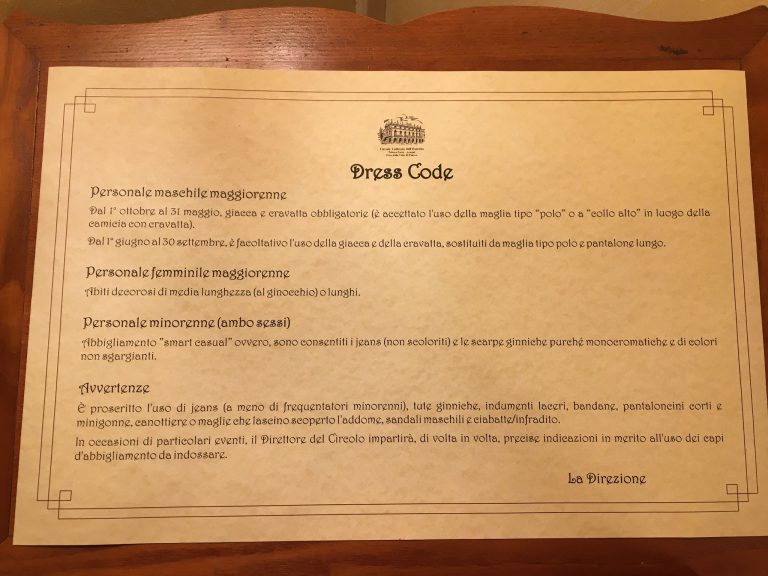 Dress Code
Personale maschile maggiorenne
Dal 1° ottobre al 31 maggio, giacca e cravatta obbligatorie (è accettato l'uso della maglia tipo "polo" o a "collo alto" in luogo della
camicia con cravatta).
Dal 1° giugno al 30 settembre, è facoltativo l'uso della giacca e della cravatta, sostituiti da maglia tipo polo e pantalone lungo.
Personale femminile maggiorenne
Abiti decorosi di media lunghezza (al ginocchio) o lunghi.
Personale minorenne (ambo sessi)
Abbigliamento "smart casual" ovvero, sono consentiti i jeans (non scoloriti) e le scarpe ginniche purché monocromatiche e di colori
non sgargianti.
Avvertenze
È proscritto l'uso di jeans (a meno di frequentatori minorenni), tute ginniche, indumenti laceri, bandane, pantaloncini corti e
minigonne, canottiere o maglie che lascino scoperto l'addome, sandali maschili e ciabatte/infradito.
In occasioni di particolari eventi, il Direttore del Circolo impartirà, di volta in volta, precise indicazioni in merito all'uso dei capi
d'abbigliamento da indossare.
La Direzione